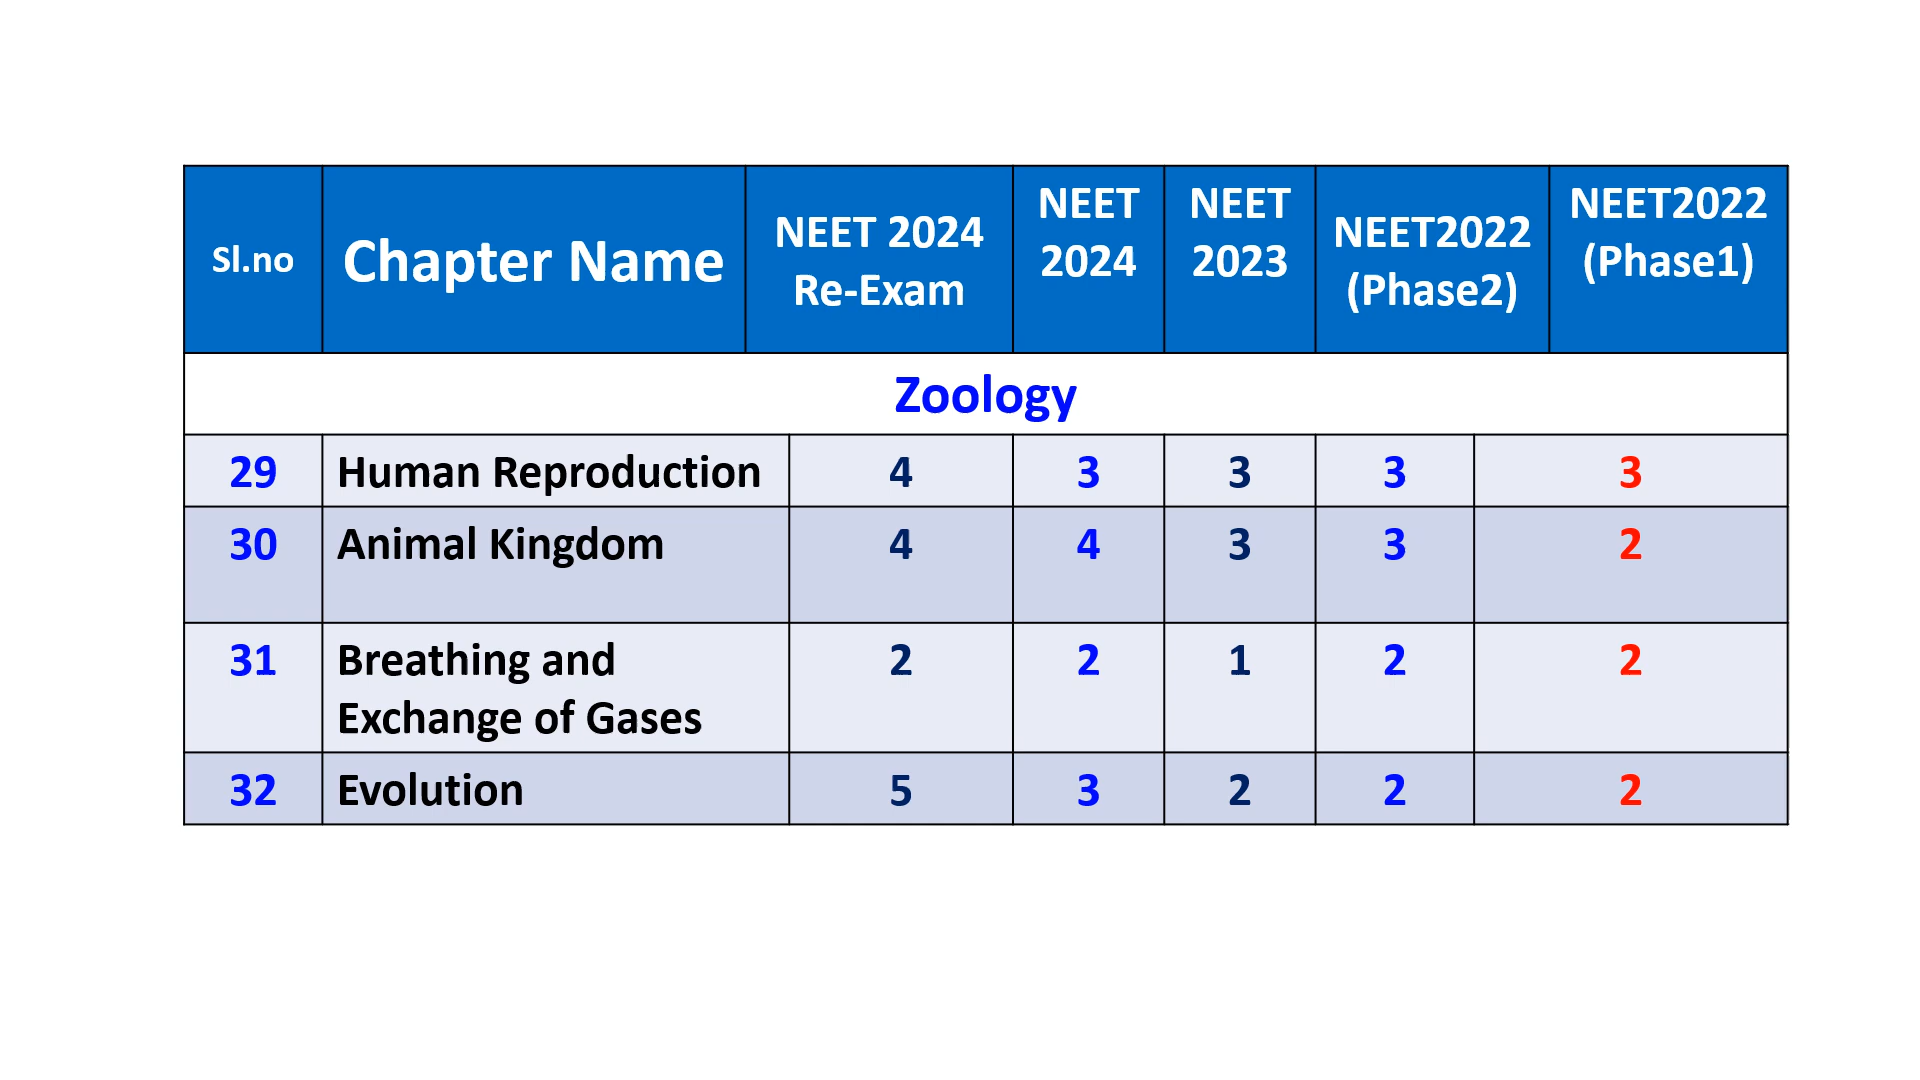 Sl.no Chapter Name NEET 2024 Re-Exam NEET 2024 NEET 2023 NEET2022 (Phase2) NEET2022 (Phase1)
Zoology
29 Human Reproduction 4 3 3 3 3
30 Animal Kingdom 4 4 3 3 2
31 Breathing and Exchange of Gases 2 2 1 2 2
32 Evolution 5 3 2 2 2